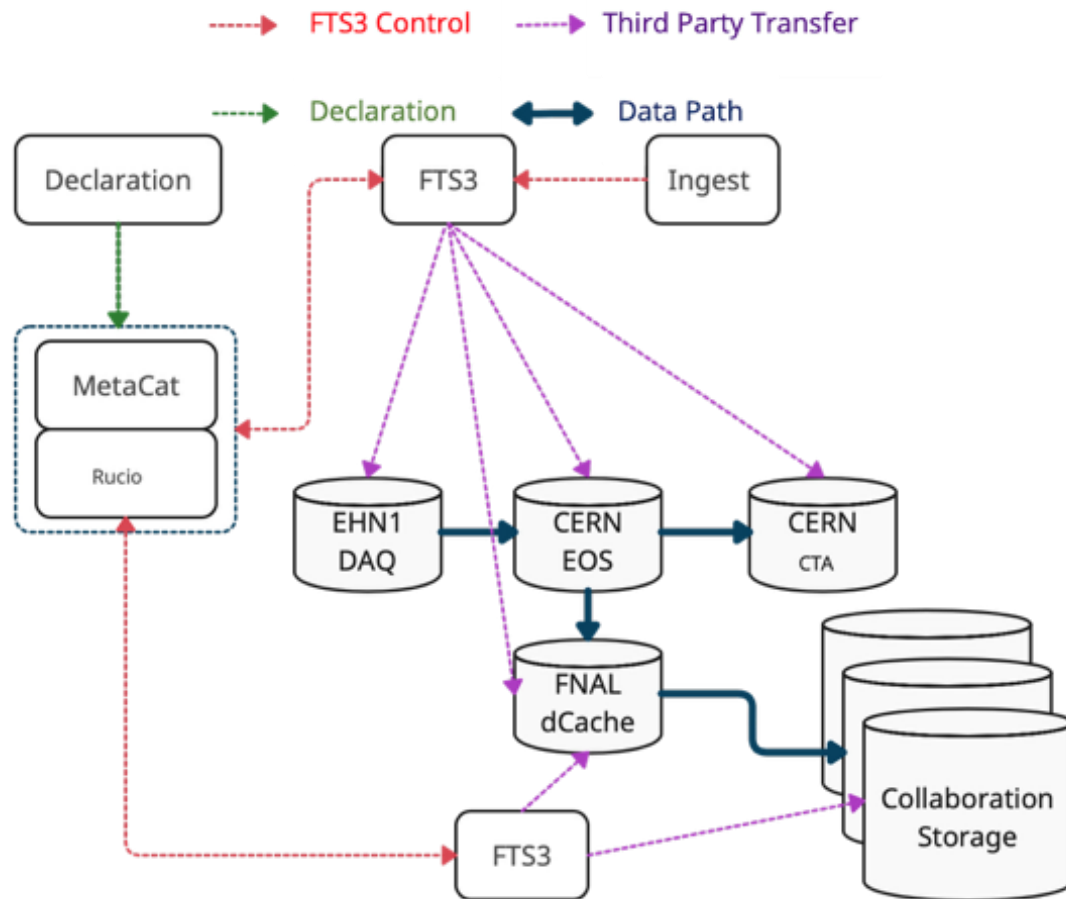 FTS3 Control
Third Party Transfer
Declaration
Data Path
Declaration
FTS3
Ingest
MetaCat
Rucio
EHN1
DAQ
CERN
EOS
CERN
CTA
FNAL
dCache
Collaboration
Storage
FTS3